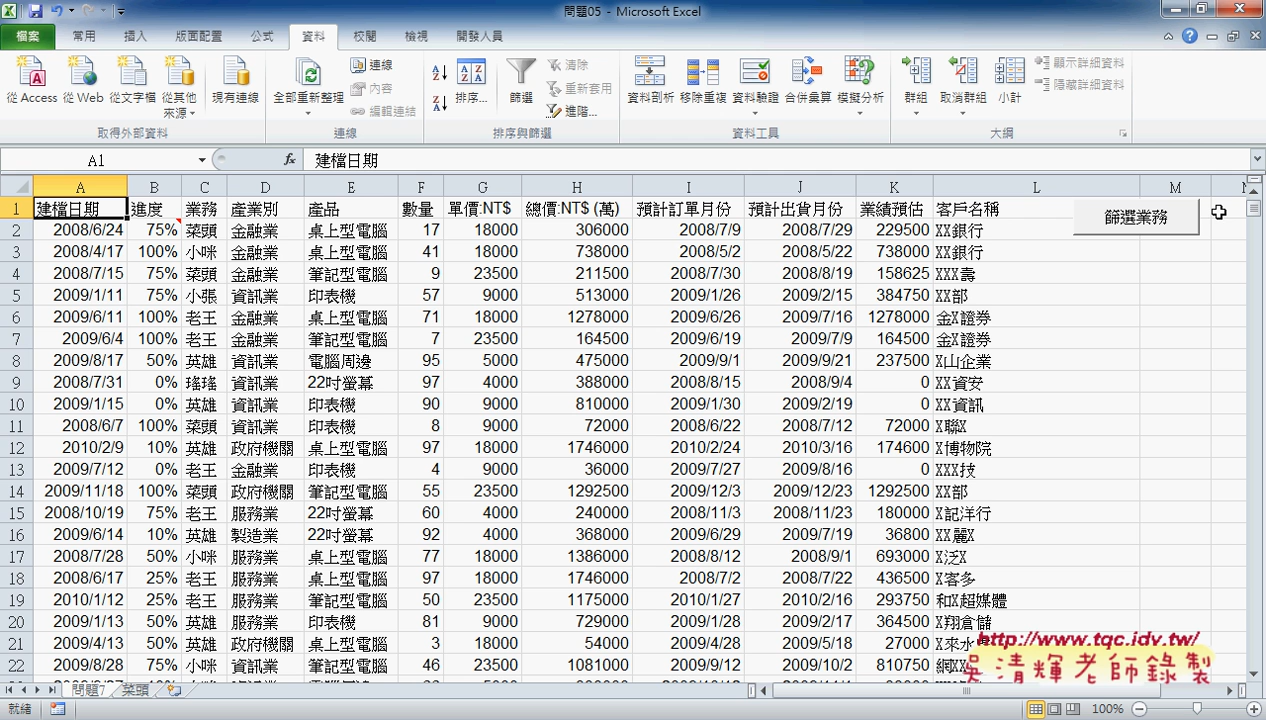 問題05 - Microsoft Excel
檔案 常用 插入 版面配置 公式 資料 校閱 檢視 開發人員
從 Access 從 Web 從文字檔 從其他來源 現有連線 全部重新整理 連線 內容 編輯連結 排序... 篩選 清除 重新套用 進階... 資料剖析 移除重複 資料驗證 合併彙算 模擬分析 群組 取消群組 小計 顯示詳細資料 隱藏詳細資料
取得外部資料 連線 排序與篩選 資料工具 大綱
A1 fx 建檔日期
A B C D E F G H I J K L M N
1 建檔日期 進度 業務 產業別 產品 數量 單價:NT$ 總價:NT$ (萬) 預計訂單月份 預計出貨月份 業績預估 客戶名稱 篩選業務
2 2008/6/24 75% 菜頭 金融業 桌上型電腦 17 18000 306000 2008/7/9 2008/7/29 229500 XX銀行
3 2008/4/17 100% 小咪 金融業 桌上型電腦 41 18000 738000 2008/5/2 2008/5/22 738000 XX銀行
4 2008/7/15 75% 菜頭 金融業 筆記型電腦 9 23500 211500 2008/7/30 2008/8/19 158625 XXX壽
5 2009/1/11 75% 小張 資訊業 印表機 57 9000 513000 2009/1/26 2009/2/15 384750 XX部
6 2009/6/11 100% 老王 金融業 桌上型電腦 71 18000 1278000 2009/6/26 2009/7/16 1278000 金X證券
7 2009/6/4 100% 老王 金融業 筆記型電腦 7 23500 164500 2009/6/19 2009/7/9 164500 金X證券
8 2009/8/17 50% 英雄 資訊業 電腦周邊 95 5000 475000 2009/9/1 2009/9/21 237500 X山企業
9 2008/7/31 0% 瑤瑤 資訊業 22吋螢幕 97 4000 388000 2008/8/15 2008/9/4 0 XX資安
10 2009/1/15 0% 英雄 資訊業 印表機 90 9000 810000 2009/1/30 2009/2/19 0 XX資訊
11 2008/6/7 100% 菜頭 資訊業 印表機 8 9000 72000 2008/6/22 2008/7/12 72000 X聯X
12 2010/2/9 10% 英雄 政府機關 桌上型電腦 97 18000 1746000 2010/2/24 2010/3/16 174600 X博物院
13 2009/7/12 0% 老王 金融業 印表機 4 9000 36000 2009/7/27 2009/8/16 0 XXX技
14 2009/11/18 100% 菜頭 政府機關 筆記型電腦 55 23500 1292500 2009/12/3 2009/12/23 1292500 XX部
15 2008/10/19 75% 老王 服務業 22吋螢幕 60 4000 240000 2008/11/3 2008/11/23 180000 X記洋行
16 2009/6/14 10% 英雄 製造業 22吋螢幕 92 4000 368000 2009/6/29 2009/7/19 36800 XX麗X
17 2008/7/28 50% 小咪 服務業 桌上型電腦 77 18000 1386000 2008/8/12 2008/9/1 693000 X泛X
18 2008/6/17 25% 老王 服務業 桌上型電腦 97 18000 1746000 2008/7/2 2008/7/22 436500 X客多
19 2010/1/12 25% 老王 服務業 筆記型電腦 50 23500 1175000 2010/1/27 2010/2/16 293750 和X超媒體
20 2009/1/13 50% 英雄 服務業 印表機 81 9000 729000 2009/1/28 2009/2/17 364500 X翔倉儲
21 2009/4/13 50% 英雄 政府機關 桌上型電腦 3 18000 54000 2009/4/28 2009/5/18 27000 X來水
22 2009/8/28 75% 小咪 資訊業 筆記型電腦 46 23500 1081000 2009/9/12 2009/10/2 810750 網XX
http://www.tqc.idv.tw/
吳清輝老師錄製
問題7 菜頭
就緒 100%